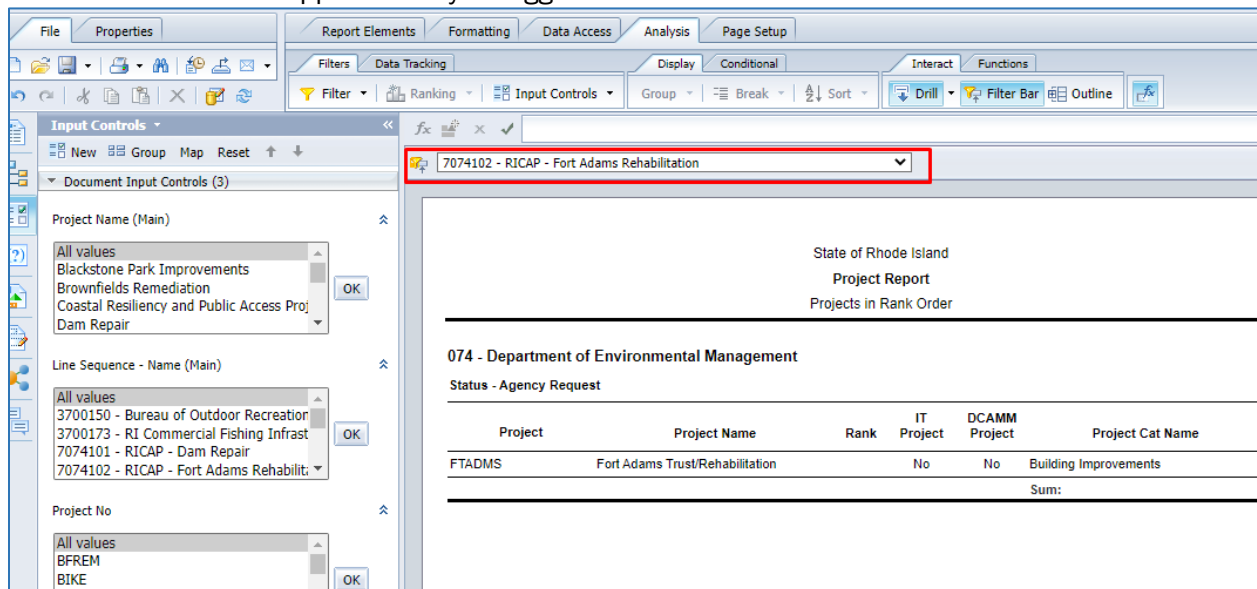 File Properties Report Elements Formatting Data Access Analysis Page Setup
Filters Data Tracking Display Conditional Interact Functions
Filter Ranking Input Controls Group Break Sort Drill Filter Bar Outline
Input Controls
New Group Map Reset
Document Input Controls (3)
7074102 - RICAP - Fort Adams Rehabilitation
Project Name (Main)
All values
Blackstone Park Improvements
Brownfields Remediation
Coastal Resiliency and Public Access Proj
Dam Repair
OK
Line Sequence - Name (Main)
All values
3700150 - Bureau of Outdoor Recreation
3700173 - RI Commercial Fishing Infrast
7074101 - RICAP - Dam Repair
7074102 - RICAP - Fort Adams Rehabilit
OK
Project No
All values
BFREM
BIKE
OK
State of Rhode Island
Project Report
Projects in Rank Order
074 - Department of Environmental Management
Status - Agency Request
Project Project Name Rank IT Project DCAMM Project Project Cat Name
FTADMS Fort Adams Trust/Rehabilitation No No Building Improvements
Sum: